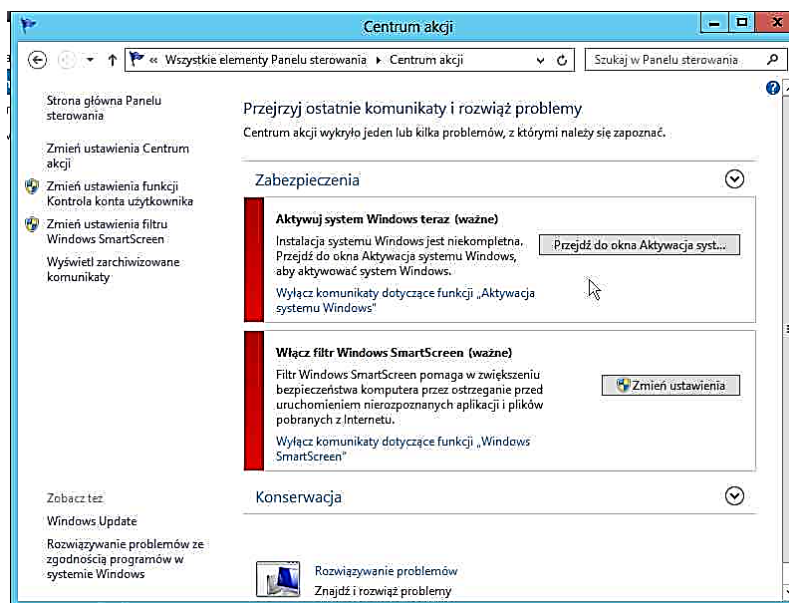 Centrum akcji
« Wszystkie elementy Panelu sterowania ▸ Centrum akcji
Szukaj w Panelu sterowania
Strona główna Panelu
sterowania
Zmień ustawienia Centrum
akcji
Zmień ustawienia funkcji
Kontrola konta użytkownika
Zmień ustawienia filtru
Windows SmartScreen
Wyświetl zarchiwizowane
komunikaty
Zobacz też
Windows Update
Rozwiązywanie problemów ze
zgodnością programów w
systemie Windows
Przejrzyj ostatnie komunikaty i rozwiąż problemy
Centrum akcji wykryło jeden lub kilka problemów, z którymi należy się zapoznać.
Zabezpieczenia
Aktywuj system Windows teraz (ważne)
Instalacja systemu Windows jest niekompletna.
Przejdź do okna Aktywacja systemu Windows,
aby aktywować system Windows.
Przejdź do okna Aktywacja syst...
Wyłącz komunikaty dotyczące funkcji „Aktywacja
systemu Windows”
Włącz filtr Windows SmartScreen (ważne)
Filtr Windows SmartScreen pomaga w zwiększeniu
bezpieczeństwa komputera przez ostrzeganie przed
uruchomieniem nierozpoznanych aplikacji i plików
pobranych z Internetu.
Zmień ustawienia
Wyłącz komunikaty dotyczące funkcji „Windows
SmartScreen”
Konserwacja
Rozwiązywanie problemów
Znajdź i rozwiąż problemy